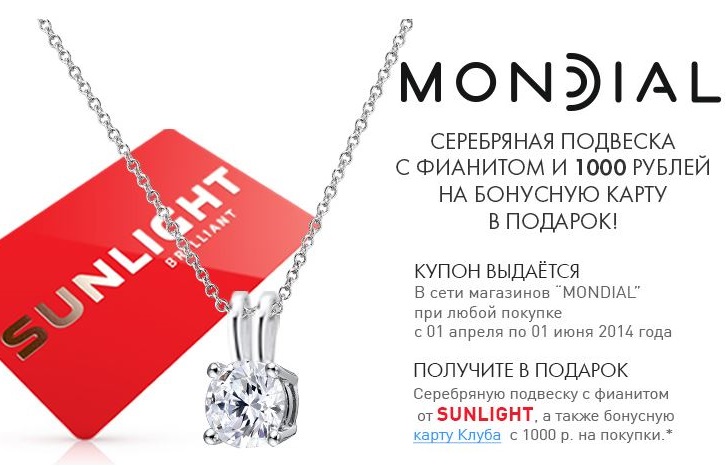 MONDIAL
СЕРЕБРЯНАЯ ПОДВЕСКА
С ФИАНИТОМ И 1000 РУБЛЕЙ
НА БОНУСНУЮ КАРТУ
В ПОДАРОК!
SUNLIGHT
BRILLIANT
КУПОН ВЫДАЁТСЯ
В сети магазинов ¨MONDIAL”
при любой покупке
с 01 апреля по 01 июня 2014 года
ПОЛУЧИТЕ В ПОДАРОК
Серебряную подвеску с фианитом
от SUNLIGHT, а также бонусную
карту Клуба с 1000 р. на покупки.*